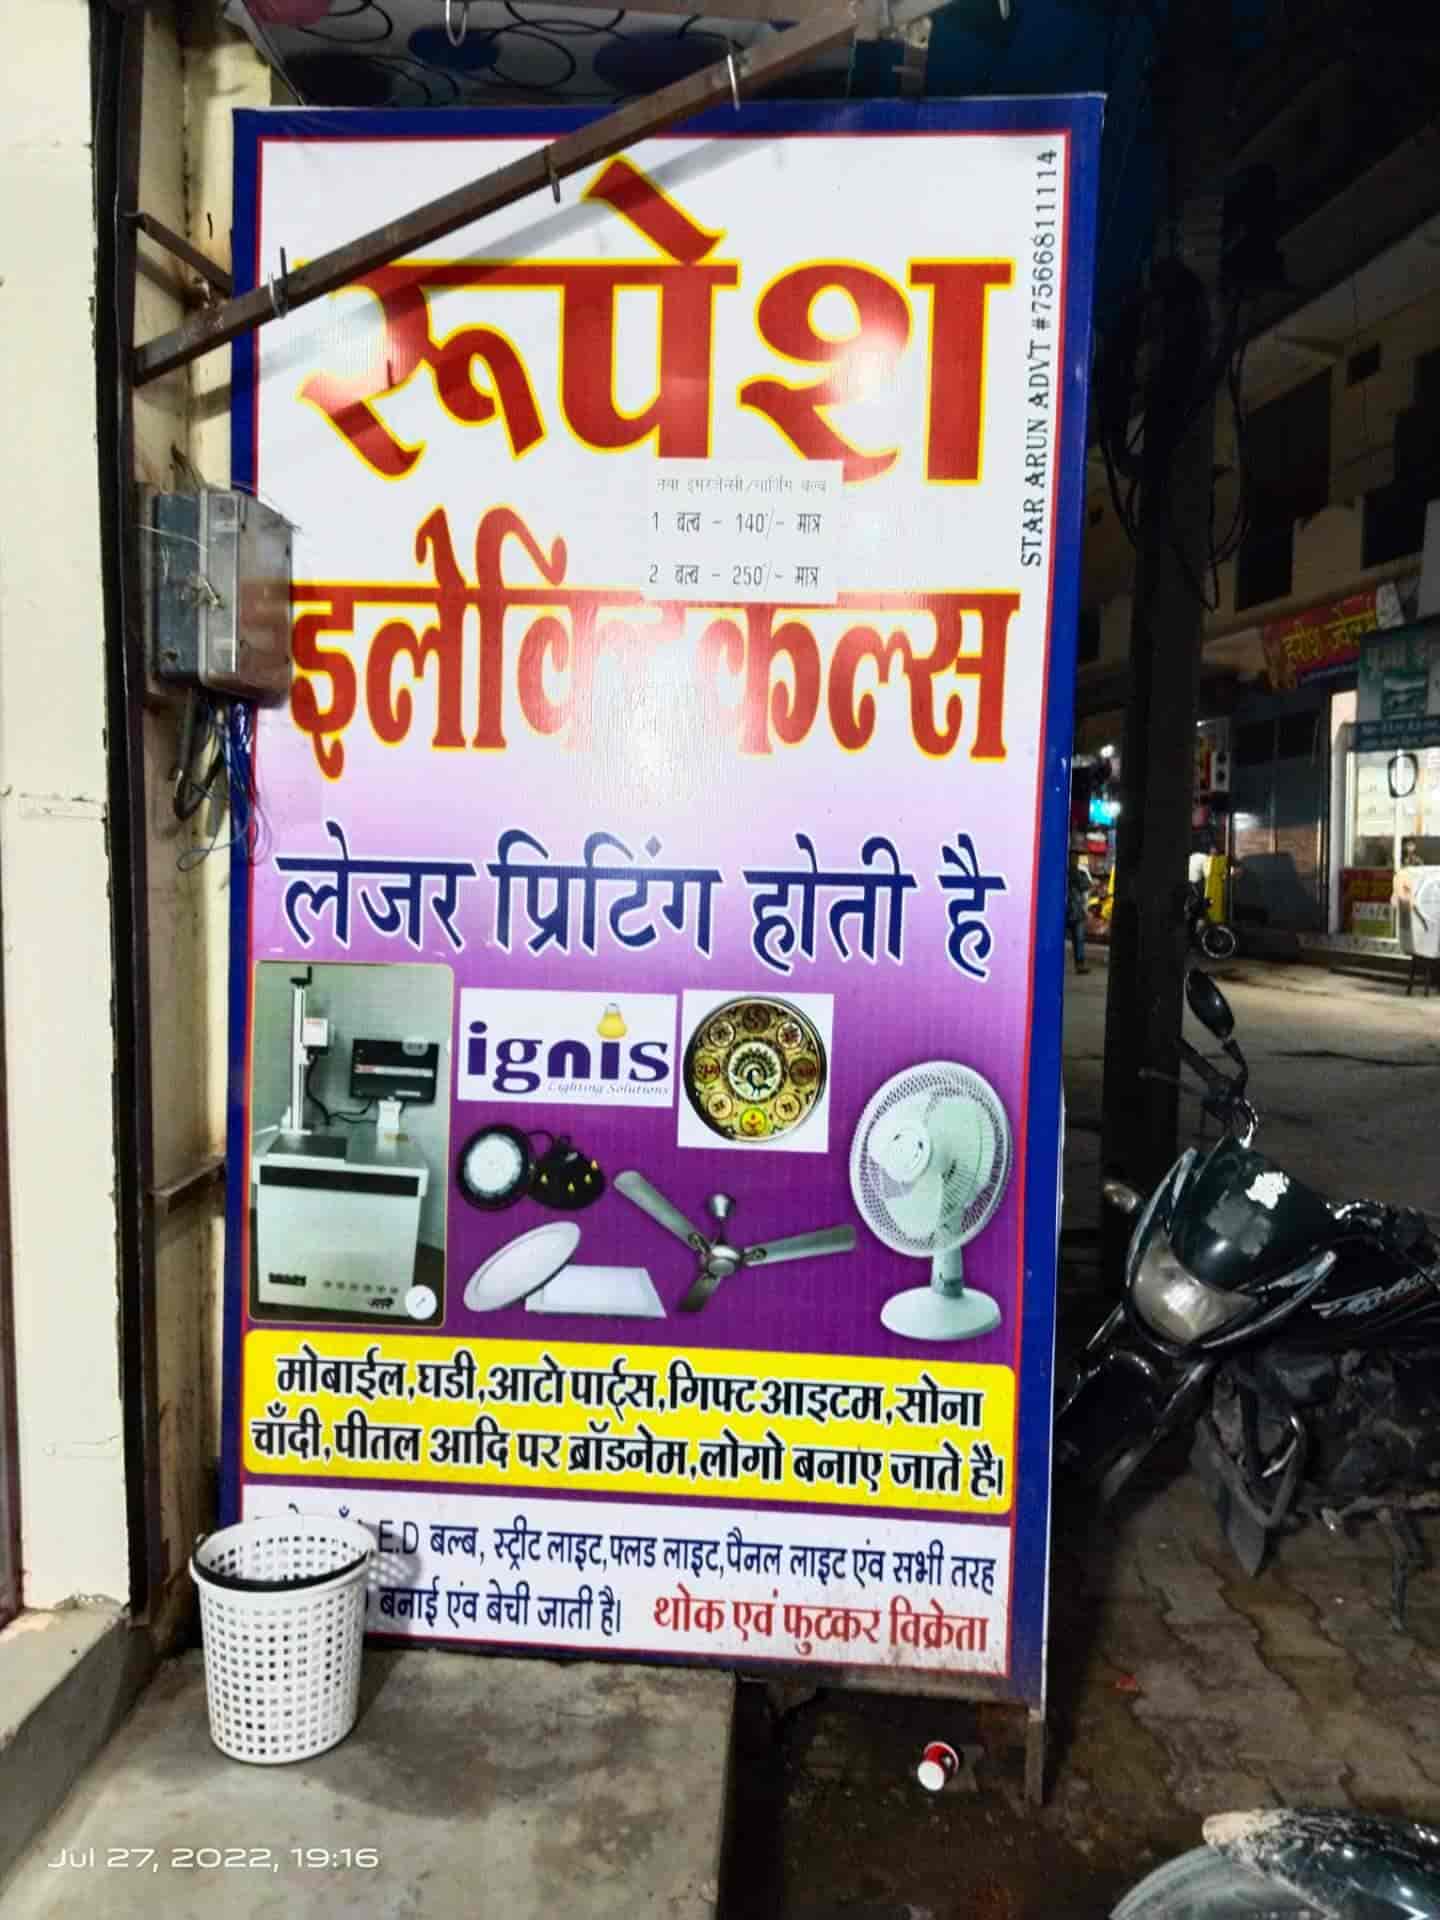 रूपेश
STAR ARUN ADVT #7566811114
नया इमरजेन्सी/चार्जिंग बल्ब
1 बल्ब - 140/- मात्र
2 बल्ब - 250/- मात्र
लेजर प्रिटिंग होती है
ignis
Lighting Solutions
मोबाईल,घडी,आटो पार्ट्स,गिफ्ट आइटम,सोना
चाँदी,पीतल आदि पर ब्रॉडनेम,लोगो बनाए जाते है।
E.D बल्ब, स्ट्रीट लाइट,फ्लड लाइट,पैनल लाइट एंव सभी तरह
बनाई एंव बेची जाती है। थोक एवं फुटकर विक्रेता
हरीश ज्वेलर्स
Jul 27, 2022, 19:16